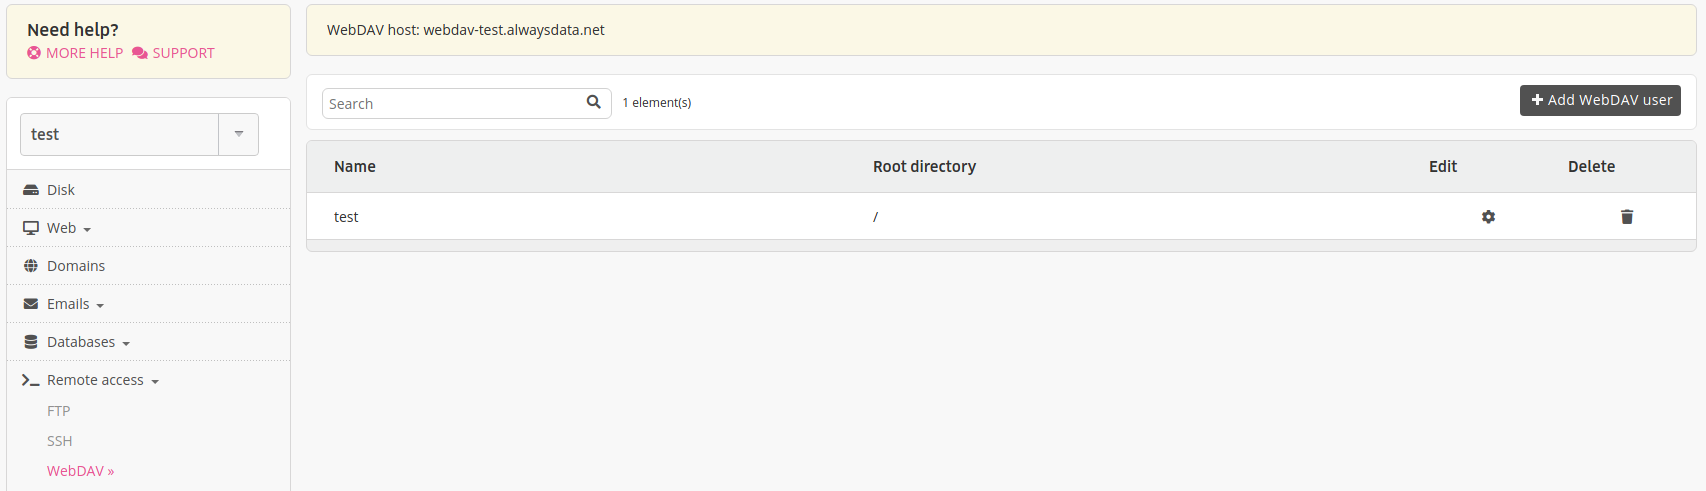 Need help?
MORE HELP SUPPORT
test
Disk
Web
Domains
Emails
Databases
Remote access
FTP
SSH
WebDAV »
WebDAV host: webdav-test.alwaysdata.net
Search 1 element(s) Add WebDAV user
Name Root directory Edit Delete
test /